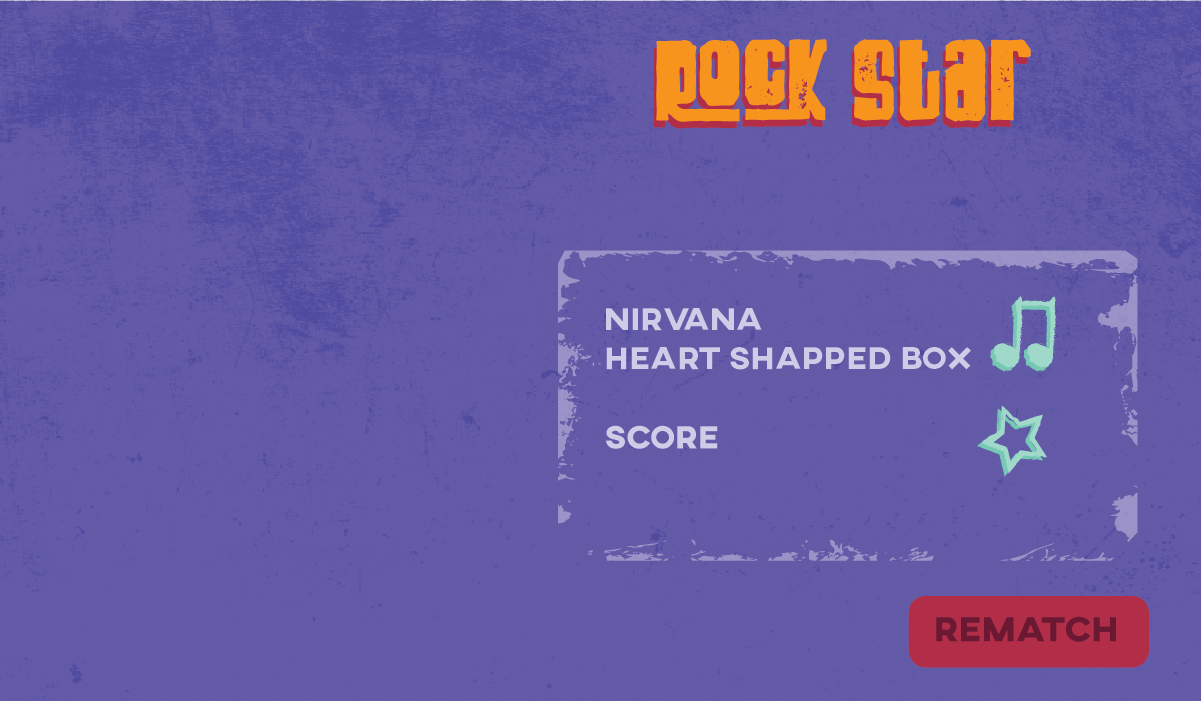 Rock Star
NIRVANA
HEART SHAPPED BOX
SCORE
REMATCH